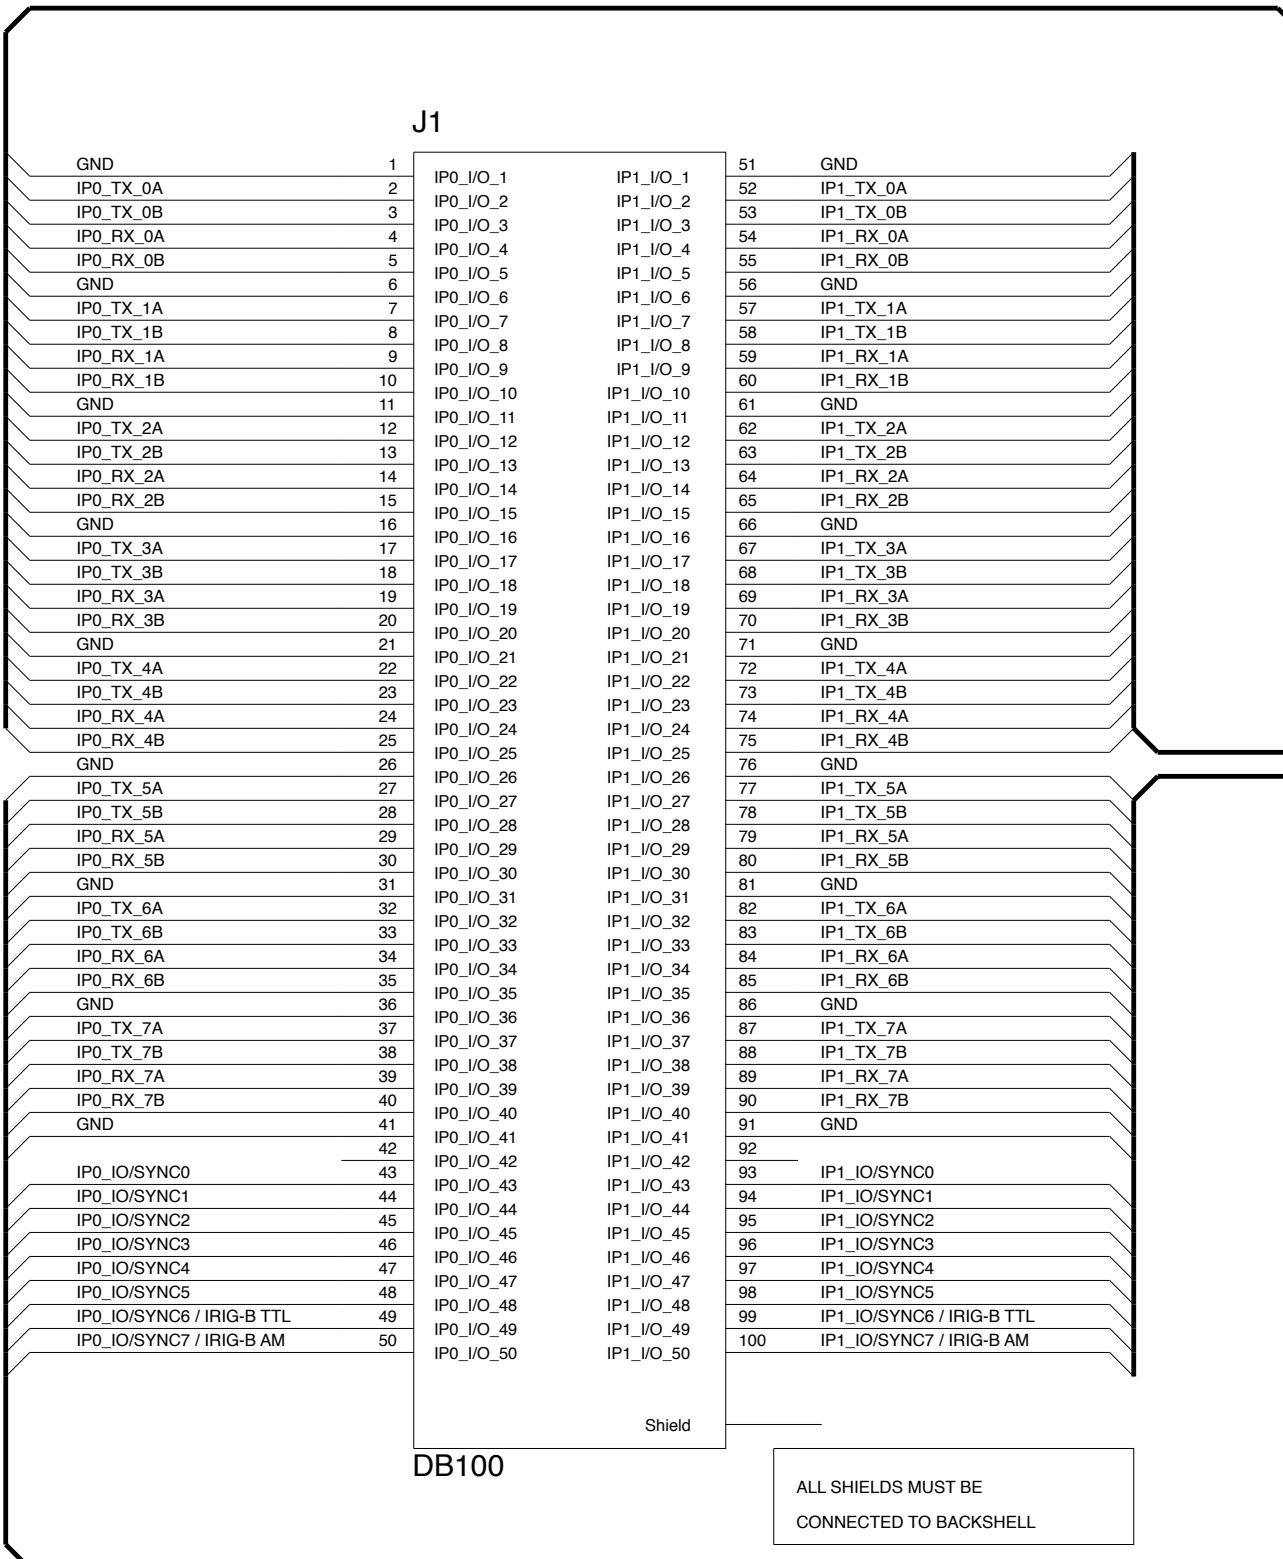 J1
GND 1 IP0_I/O_1 IP1_I/O_1 51 GND
IP0_TX_0A 2 IP0_I/O_2 IP1_I/O_2 52 IP1_TX_0A
IP0_TX_0B 3 IP0_I/O_3 IP1_I/O_3 53 IP1_TX_0B
IP0_RX_0A 4 IP0_I/O_4 IP1_I/O_4 54 IP1_RX_0A
IP0_RX_0B 5 IP0_I/O_5 IP1_I/O_5 55 IP1_RX_0B
GND 6 IP0_I/O_6 IP1_I/O_6 56 GND
IP0_TX_1A 7 IP0_I/O_7 IP1_I/O_7 57 IP1_TX_1A
IP0_TX_1B 8 IP0_I/O_8 IP1_I/O_8 58 IP1_TX_1B
IP0_RX_1A 9 IP0_I/O_9 IP1_I/O_9 59 IP1_RX_1A
IP0_RX_1B 10 IP0_I/O_10 IP1_I/O_10 60 IP1_RX_1B
GND 11 IP0_I/O_11 IP1_I/O_11 61 GND
IP0_TX_2A 12 IP0_I/O_12 IP1_I/O_12 62 IP1_TX_2A
IP0_TX_2B 13 IP0_I/O_13 IP1_I/O_13 63 IP1_TX_2B
IP0_RX_2A 14 IP0_I/O_14 IP1_I/O_14 64 IP1_RX_2A
IP0_RX_2B 15 IP0_I/O_15 IP1_I/O_15 65 IP1_RX_2B
GND 16 IP0_I/O_16 IP1_I/O_16 66 GND
IP0_TX_3A 17 IP0_I/O_17 IP1_I/O_17 67 IP1_TX_3A
IP0_TX_3B 18 IP0_I/O_18 IP1_I/O_18 68 IP1_TX_3B
IP0_RX_3A 19 IP0_I/O_19 IP1_I/O_19 69 IP1_RX_3A
IP0_RX_3B 20 IP0_I/O_20 IP1_I/O_20 70 IP1_RX_3B
GND 21 IP0_I/O_21 IP1_I/O_21 71 GND
IP0_TX_4A 22 IP0_I/O_22 IP1_I/O_22 72 IP1_TX_4A
IP0_TX_4B 23 IP0_I/O_23 IP1_I/O_23 73 IP1_TX_4B
IP0_RX_4A 24 IP0_I/O_24 IP1_I/O_24 74 IP1_RX_4A
IP0_RX_4B 25 IP0_I/O_25 IP1_I/O_25 75 IP1_RX_4B
GND 26 IP0_I/O_26 IP1_I/O_26 76 GND
IP0_TX_5A 27 IP0_I/O_27 IP1_I/O_27 77 IP1_TX_5A
IP0_TX_5B 28 IP0_I/O_28 IP1_I/O_28 78 IP1_TX_5B
IP0_RX_5A 29 IP0_I/O_29 IP1_I/O_29 79 IP1_RX_5A
IP0_RX_5B 30 IP0_I/O_30 IP1_I/O_30 80 IP1_RX_5B
GND 31 IP0_I/O_31 IP1_I/O_31 81 GND
IP0_TX_6A 32 IP0_I/O_32 IP1_I/O_32 82 IP1_TX_6A
IP0_TX_6B 33 IP0_I/O_33 IP1_I/O_33 83 IP1_TX_6B
IP0_RX_6A 34 IP0_I/O_34 IP1_I/O_34 84 IP1_RX_6A
IP0_RX_6B 35 IP0_I/O_35 IP1_I/O_35 85 IP1_RX_6B
GND 36 IP0_I/O_36 IP1_I/O_36 86 GND
IP0_TX_7A 37 IP0_I/O_37 IP1_I/O_37 87 IP1_TX_7A
IP0_TX_7B 38 IP0_I/O_38 IP1_I/O_38 88 IP1_TX_7B
IP0_RX_7A 39 IP0_I/O_39 IP1_I/O_39 89 IP1_RX_7A
IP0_RX_7B 40 IP0_I/O_40 IP1_I/O_40 90 IP1_RX_7B
GND 41 IP0_I/O_41 IP1_I/O_41 91 GND
42 IP0_I/O_42 IP1_I/O_42 92
IP0_IO/SYNC0 43 IP0_I/O_43 IP1_I/O_43 93 IP1_IO/SYNC0
IP0_IO/SYNC1 44 IP0_I/O_44 IP1_I/O_44 94 IP1_IO/SYNC1
IP0_IO/SYNC2 45 IP0_I/O_45 IP1_I/O_45 95 IP1_IO/SYNC2
IP0_IO/SYNC3 46 IP0_I/O_46 IP1_I/O_46 96 IP1_IO/SYNC3
IP0_IO/SYNC4 47 IP0_I/O_47 IP1_I/O_47 97 IP1_IO/SYNC4
IP0_IO/SYNC5 48 IP0_I/O_48 IP1_I/O_48 98 IP1_IO/SYNC5
IP0_IO/SYNC6 / IRIG-B TTL 49 IP0_I/O_49 IP1_I/O_49 99 IP1_IO/SYNC6 / IRIG-B TTL
IP0_IO/SYNC7 / IRIG-B AM 50 IP0_I/O_50 IP1_I/O_50 100 IP1_IO/SYNC7 / IRIG-B AM
Shield
DB100
ALL SHIELDS MUST BE
CONNECTED TO BACKSHELL